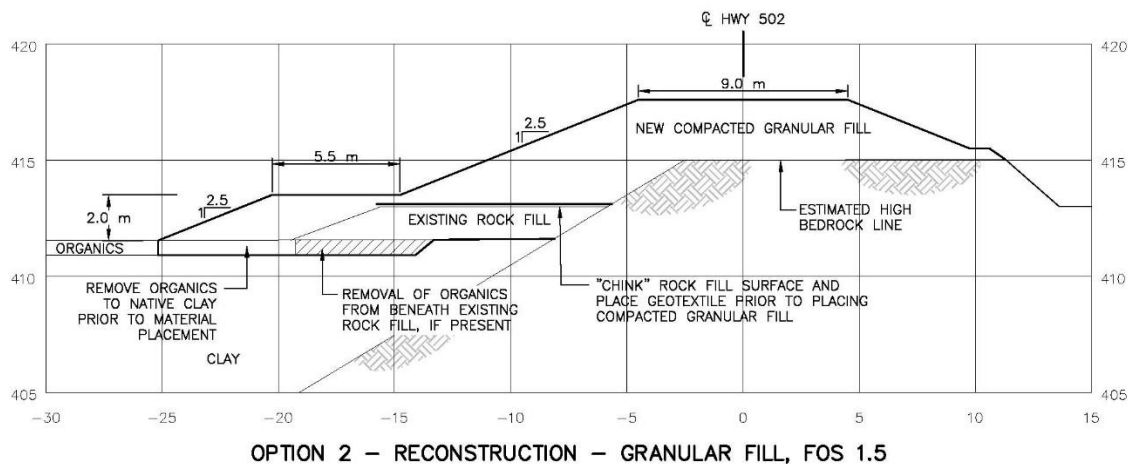 ℄ HWY 502
420
420
9.0 m
2.5
1
NEW COMPACTED GRANULAR FILL
415
5.5 m
415
2.5
1
2.0 m
EXISTING ROCK FILL
ESTIMATED HIGH
BEDROCK LINE
ORGANICS
410
410
REMOVE ORGANICS
TO NATIVE CLAY
PRIOR TO MATERIAL
PLACEMENT
REMOVAL OF ORGANICS
FROM BENEATH EXISTING
ROCK FILL, IF PRESENT
"CHINK" ROCK FILL SURFACE AND
PLACE GEOTEXTILE PRIOR TO PLACING
COMPACTED GRANULAR FILL
CLAY
405
405
-30
-25
-20
-15
-10
-5
0
5
10
15
OPTION 2 – RECONSTRUCTION – GRANULAR FILL, FOS 1.5